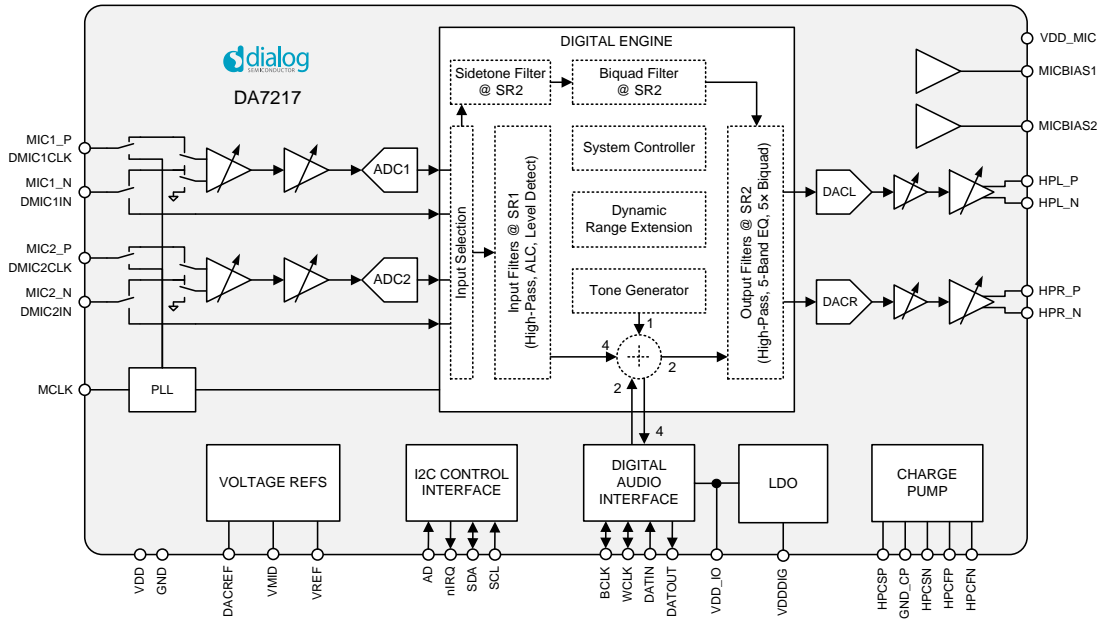 DIGITAL ENGINE
dialog
SEMICONDUCTOR
DA7217
VDD_MIC
MICBIAS1
MICBIAS2
Sidetone Filter
@ SR2
Biquad Filter
@ SR2
System Controller
Dynamic
Range Extension
Tone Generator
Input Selection
Input Filters @ SR1
(High-Pass, ALC, Level Detect)
Output Filters @ SR2
(High-Pass, 5-Band EQ, 5x Biquad)
MIC1_P
DMIC1CLK
MIC1_N
DMIC1IN
MIC2_P
DMIC2CLK
MIC2_N
DMIC2IN
MCLK
ADC1
ADC2
PLL
DACL
DACR
HPL_P
HPL_N
HPR_P
HPR_N
1
4
2
2
4
VOLTAGE REFS
I2C CONTROL
INTERFACE
DIGITAL
AUDIO
INTERFACE
LDO
CHARGE
PUMP
VDD
GND
DACREF
VMID
VREF
AD
nIRQ
SDA
SCL
BCLK
WCLK
DATIN
DATOUT
VDD_IO
VDDDIG
HPCSP
GND_CP
HPCSN
HPCFP
HPCFN